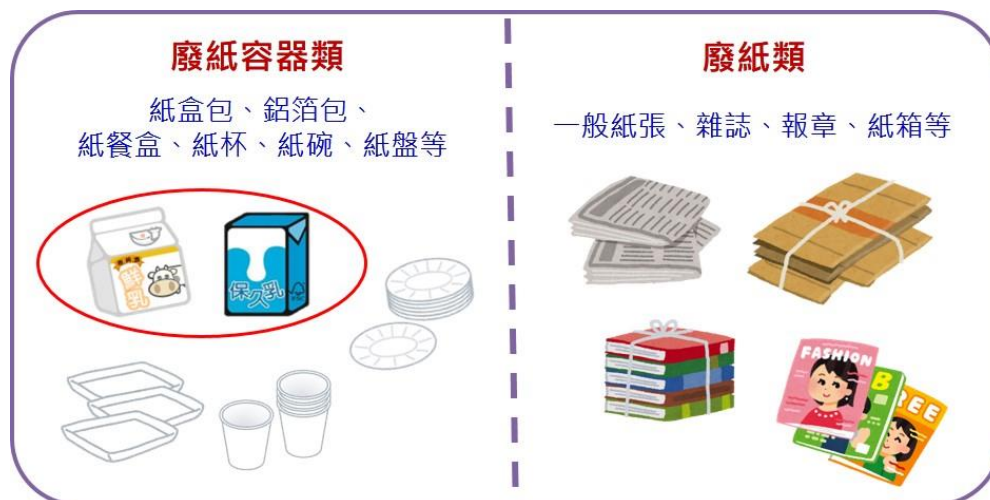 廢紙容器類
紙盒包、鋁箔包、
紙餐盒、紙杯、紙碗、紙盤等
鮮乳
保久乳
廢紙類
一般紙張、雜誌、報章、紙箱等
FASHION
B
REE